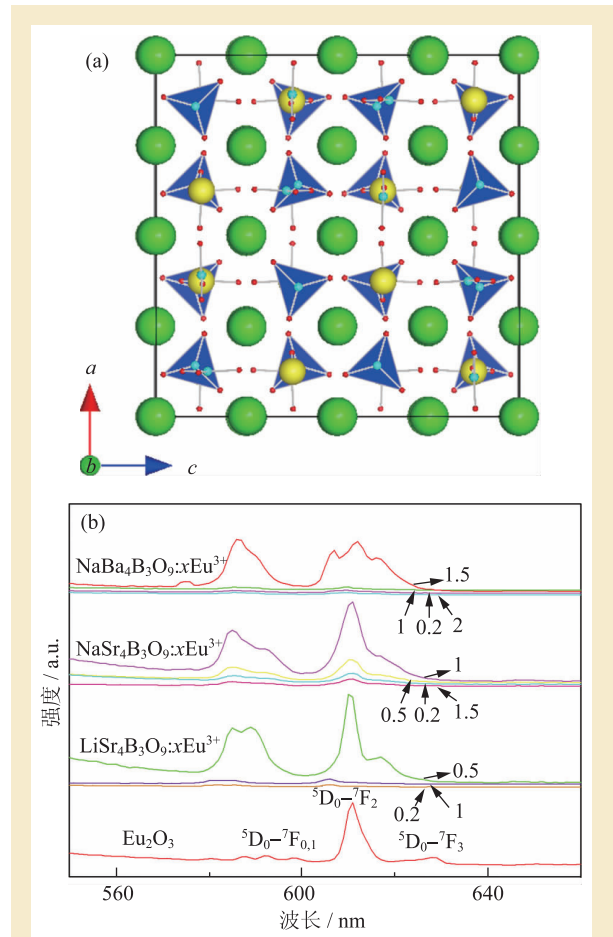 (a)
a
b
c
(b)
NaBa₄B₃O₉:xEu³⁺
1.5
1
0.2
2
NaSr₄B₃O₉:xEu³⁺
1
0.5
0.2
1.5
LiSr₄B₃O₉:xEu³⁺
0.5
0.2
1
⁵D₀–⁷F₂
Eu₂O₃
⁵D₀–⁷F₀,₁
⁵D₀–⁷F₃
强度 / a.u.
560
600
640
波长 / nm